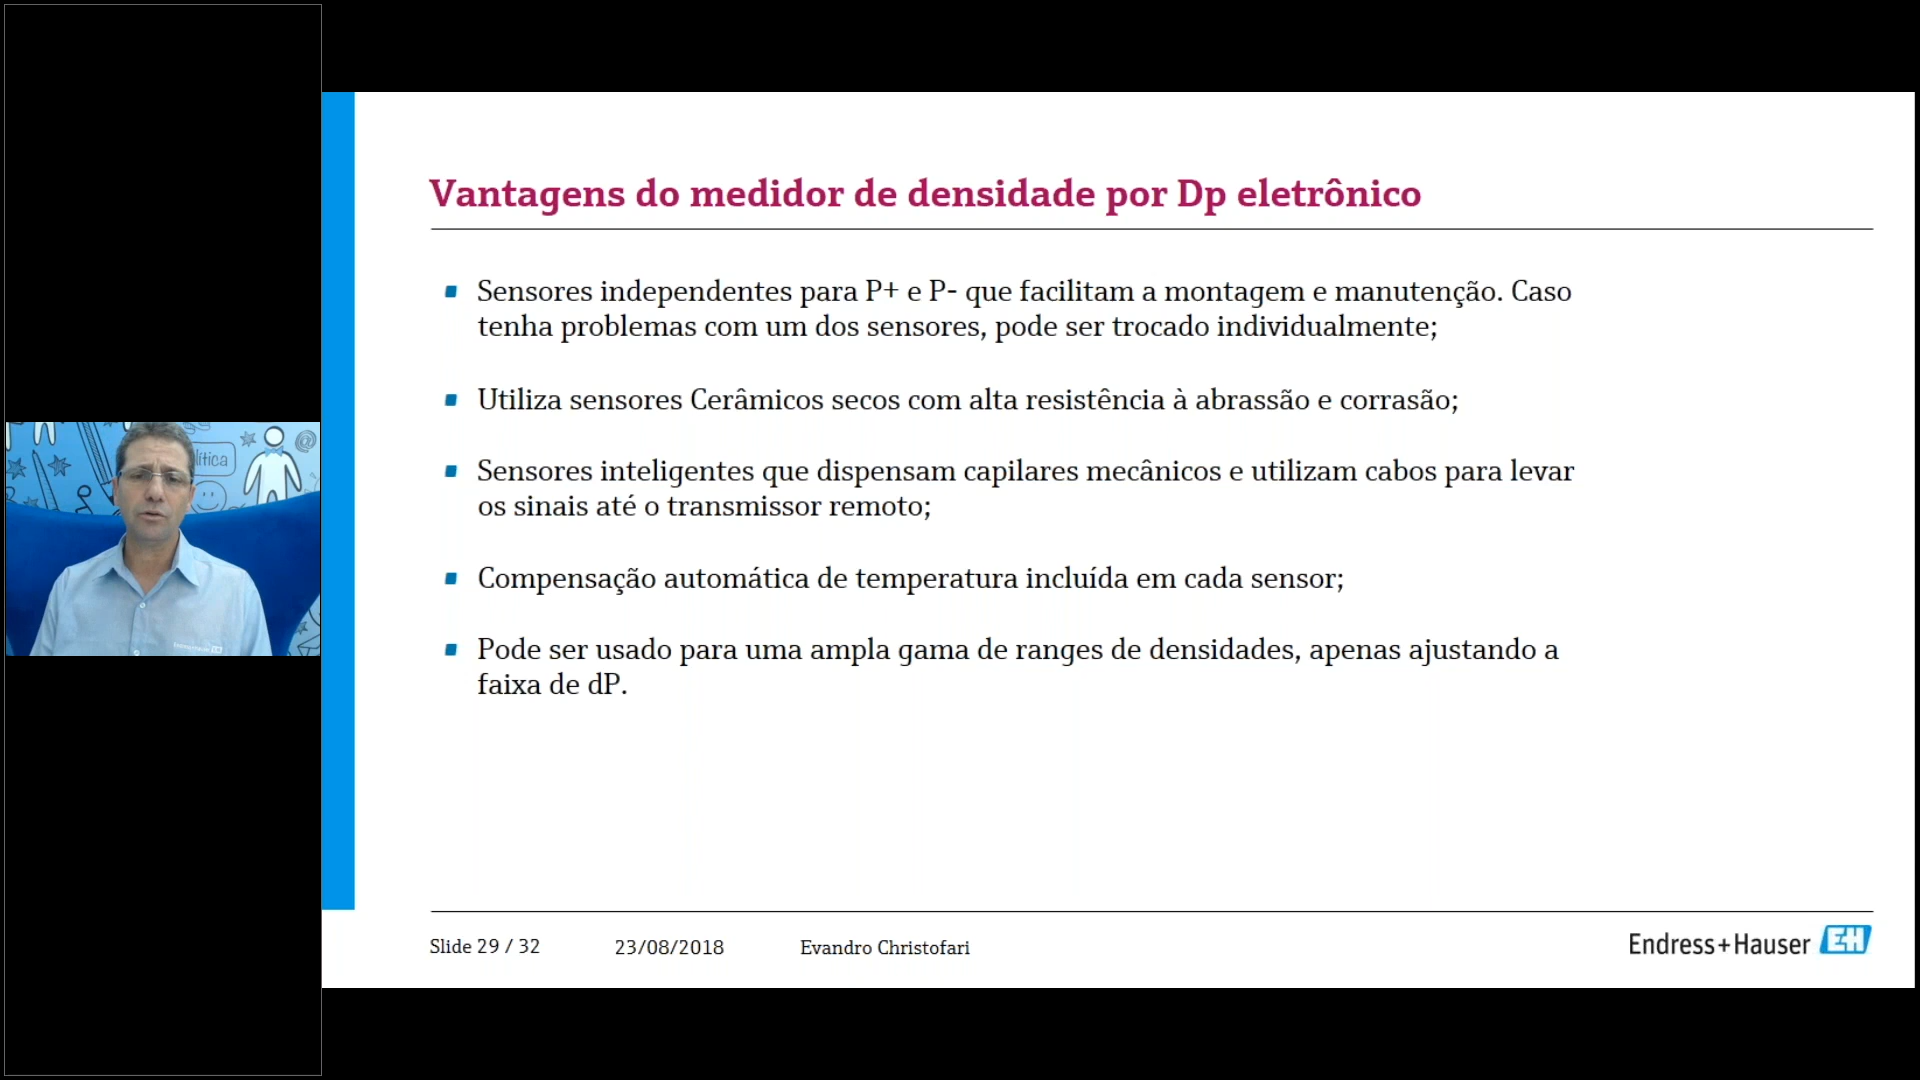 lítica
@
Vantagens do medidor de densidade por Dp eletrônico
Sensores independentes para P+ e P- que facilitam a montagem e manutenção. Caso
tenha problemas com um dos sensores, pode ser trocado individualmente;
Utiliza sensores Cerâmicos secos com alta resistência à abrassão e corrasão;
Sensores inteligentes que dispensam capilares mecânicos e utilizam cabos para levar
os sinais até o transmissor remoto;
Compensação automática de temperatura incluída em cada sensor;
Pode ser usado para uma ampla gama de ranges de densidades, apenas ajustando a
faixa de dP.
Slide 29 / 32
23/08/2018
Evandro Christofari
Endress+Hauser EH